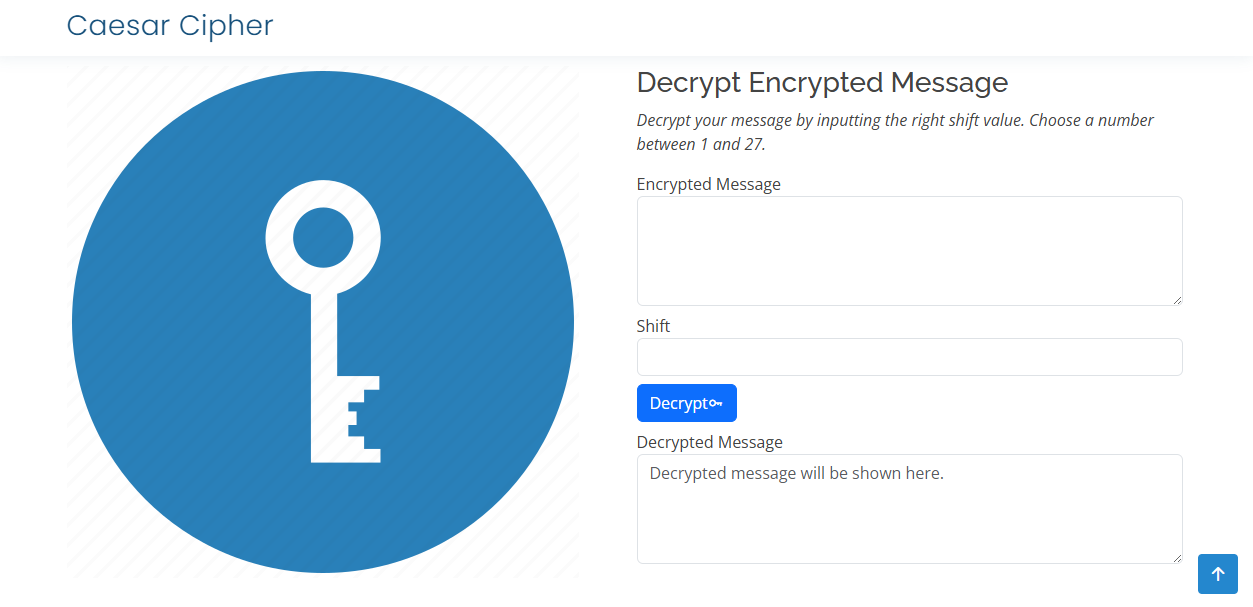 Caesar Cipher
Decrypt Encrypted Message
Decrypt your message by inputting the right shift value. Choose a number
between 1 and 27.
Encrypted Message
Shift
Decrypt
Decrypted Message
Decrypted message will be shown here.